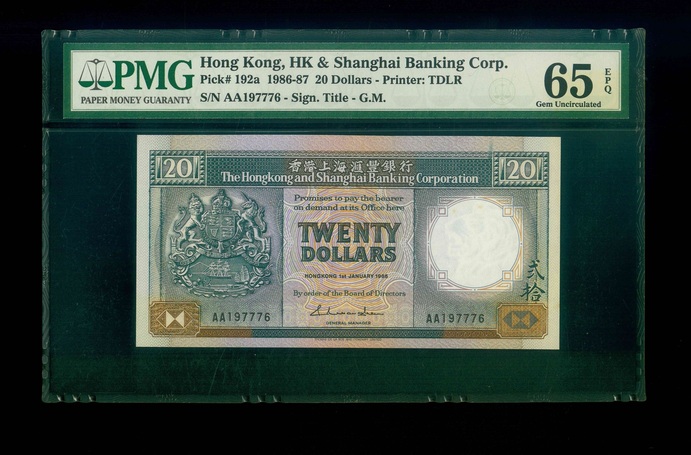 PMG
PAPER MONEY GUARANTY
Hong Kong, HK & Shanghai Banking Corp.
Pick# 192a 1986-87 20 Dollars - Printer: TDLR
S/N AA197776 - Sign. Title - G.M.
65 EPQ
Gem Uncirculated
20
香港上海滙豐銀行
20
The Hongkong and Shanghai Banking Corporation
Promises to pay the bearer
on demand at its Office here
TWENTY
DOLLARS
HONGKONG 1st JANUARY 1986
By order of the Board of Directors
GENERAL MANAGER
AA197776
AA197776
弍拾